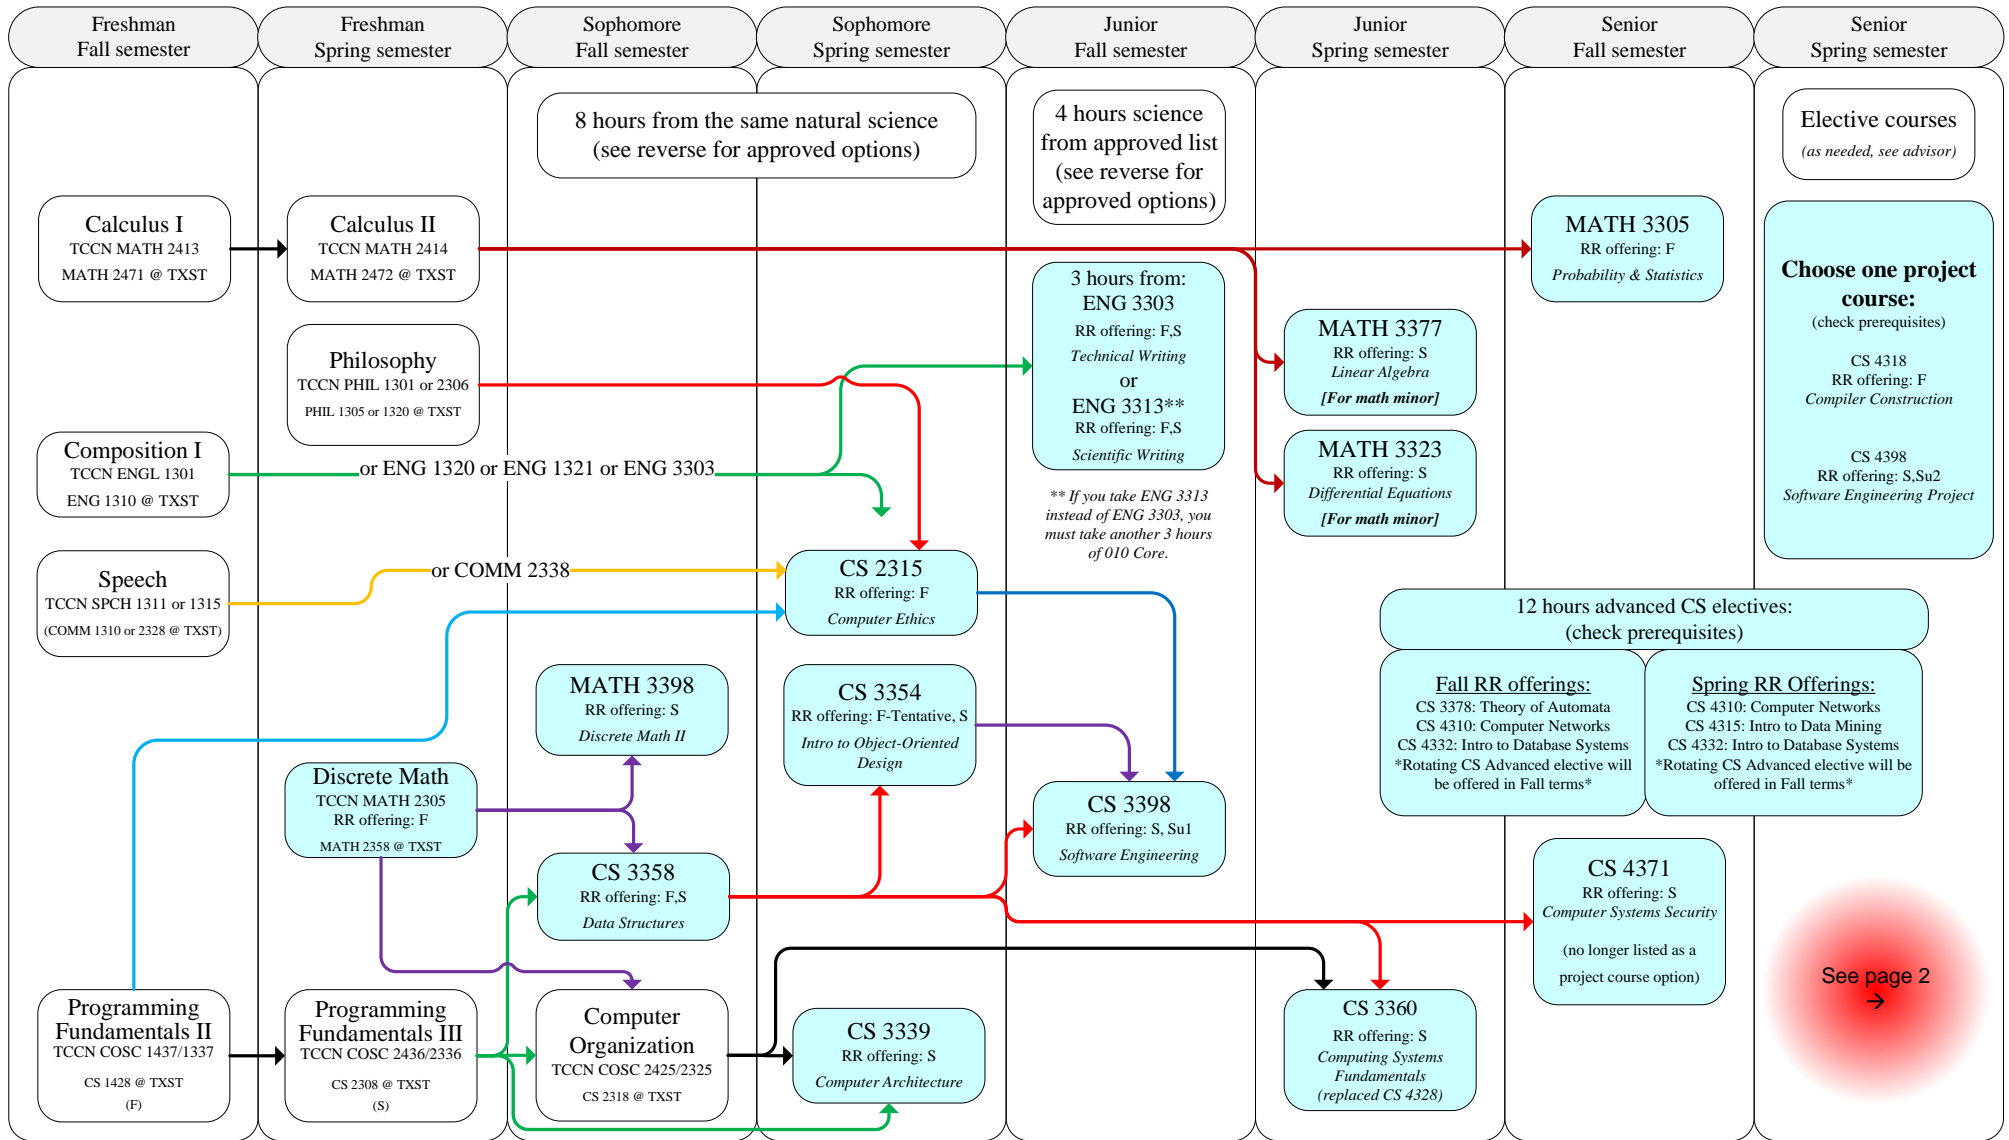 Freshman
Fall semester
Freshman
Spring semester
Sophomore
Fall semester
Sophomore
Spring semester
Junior
Fall semester
Junior
Spring semester
Senior
Fall semester
Senior
Spring semester
8 hours from the same natural science
(see reverse for approved options)
4 hours science
from approved list
(see reverse for
approved options)
Elective courses
(as needed, see advisor)
Calculus I
TCCN MATH 2413
MATH 2471 @ TXST
Calculus II
TCCN MATH 2414
MATH 2472 @ TXST
MATH 3305
RR offering: F
Probability & Statistics
Choose one project
course:
(check prerequisites)
CS 4318
RR offering: F
Compiler Construction
CS 4398
RR offering: S,Su2
Software Engineering Project
3 hours from:
ENG 3303
RR offering: F,S
Technical Writing
or
ENG 3313**
RR offering: F,S
Scientific Writing
** If you take ENG 3313
instead of ENG 3303, you
must take another 3 hours
of 010 Core.
MATH 3377
RR offering: S
Linear Algebra
[For math minor]
MATH 3323
RR offering: S
Differential Equations
[For math minor]
Philosophy
TCCN PHIL 1301 or 2306
PHIL 1305 or 1320 @ TXST
Composition I
TCCN ENGL 1301
ENG 1310 @ TXST
or ENG 1320 or ENG 1321 or ENG 3303
Speech
TCCN SPCH 1311 or 1315
(COMM 1310 or 2328 @ TXST)
or COMM 2338
CS 2315
RR offering: F
Computer Ethics
12 hours advanced CS electives:
(check prerequisites)
Fall RR offerings:
CS 3378: Theory of Automata
CS 4310: Computer Networks
CS 4332: Intro to Database Systems
*Rotating CS Advanced elective will
be offered in Fall terms*
Spring RR Offerings:
CS 4310: Computer Networks
CS 4315: Intro to Data Mining
CS 4332: Intro to Database Systems
*Rotating CS Advanced elective will be
offered in Fall terms*
MATH 3398
RR offering: S
Discrete Math II
CS 3354
RR offering: F-Tentative, S
Intro to Object-Oriented
Design
Discrete Math
TCCN MATH 2305
RR offering: F
MATH 2358 @ TXST
CS 3398
RR offering: S, Su1
Software Engineering
CS 3358
RR offering: F,S
Data Structures
CS 4371
RR offering: S
Computer Systems Security
(no longer listed as a
project course option)
See page 2
→
Programming
Fundamentals II
TCCN COSC 1437/1337
CS 1428 @ TXST
(F)
Programming
Fundamentals III
TCCN COSC 2436/2336
CS 2308 @ TXST
(S)
Computer
Organization
TCCN COSC 2425/2325
CS 2318 @ TXST
CS 3339
RR offering: S
Computer Architecture
CS 3360
RR offering: S
Computing Systems
Fundamentals
(replaced CS 4328)